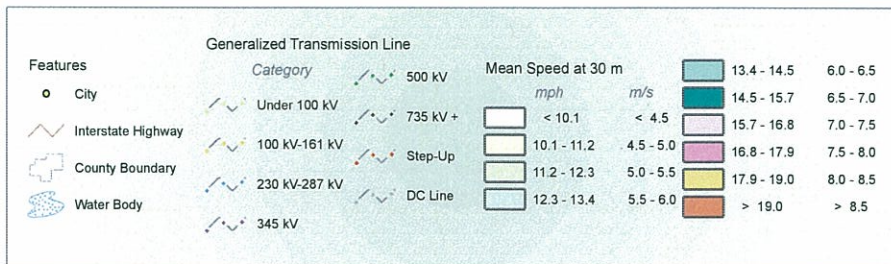 Features
City
Interstate Highway
County Boundary
Water Body
Generalized Transmission Line
Category
Under 100 kV
100 kV-161 kV
230 kV-287 kV
345 kV
500 kV
735 kV +
Step-Up
DC Line
Mean Speed at 30 m
mph m/s
< 10.1 < 4.5
10.1 - 11.2 4.5 - 5.0
11.2 - 12.3 5.0 - 5.5
12.3 - 13.4 5.5 - 6.0
13.4 - 14.5 6.0 - 6.5
14.5 - 15.7 6.5 - 7.0
15.7 - 16.8 7.0 - 7.5
16.8 - 17.9 7.5 - 8.0
17.9 - 19.0 8.0 - 8.5
> 19.0 > 8.5